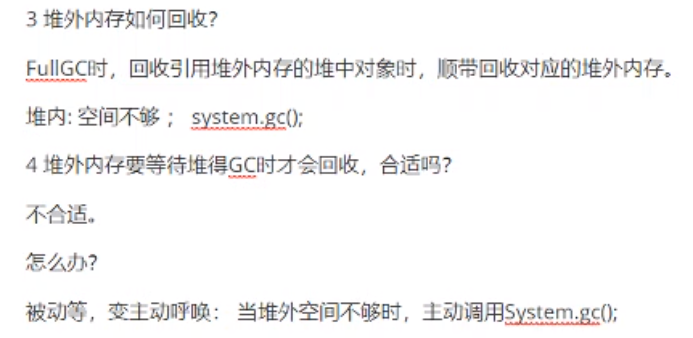 3 堆外内存如何回收?
FullGC时，回收引用堆外内存的堆中对象时，顺带回收对应的堆外内存。
堆内: 空间不够 ； system.gc();
4 堆外内存要等待堆得GC时才会回收，合适吗?
不合适。
怎么办?
被动等，变主动呼唤： 当堆外空间不够时，主动调用System.gc();